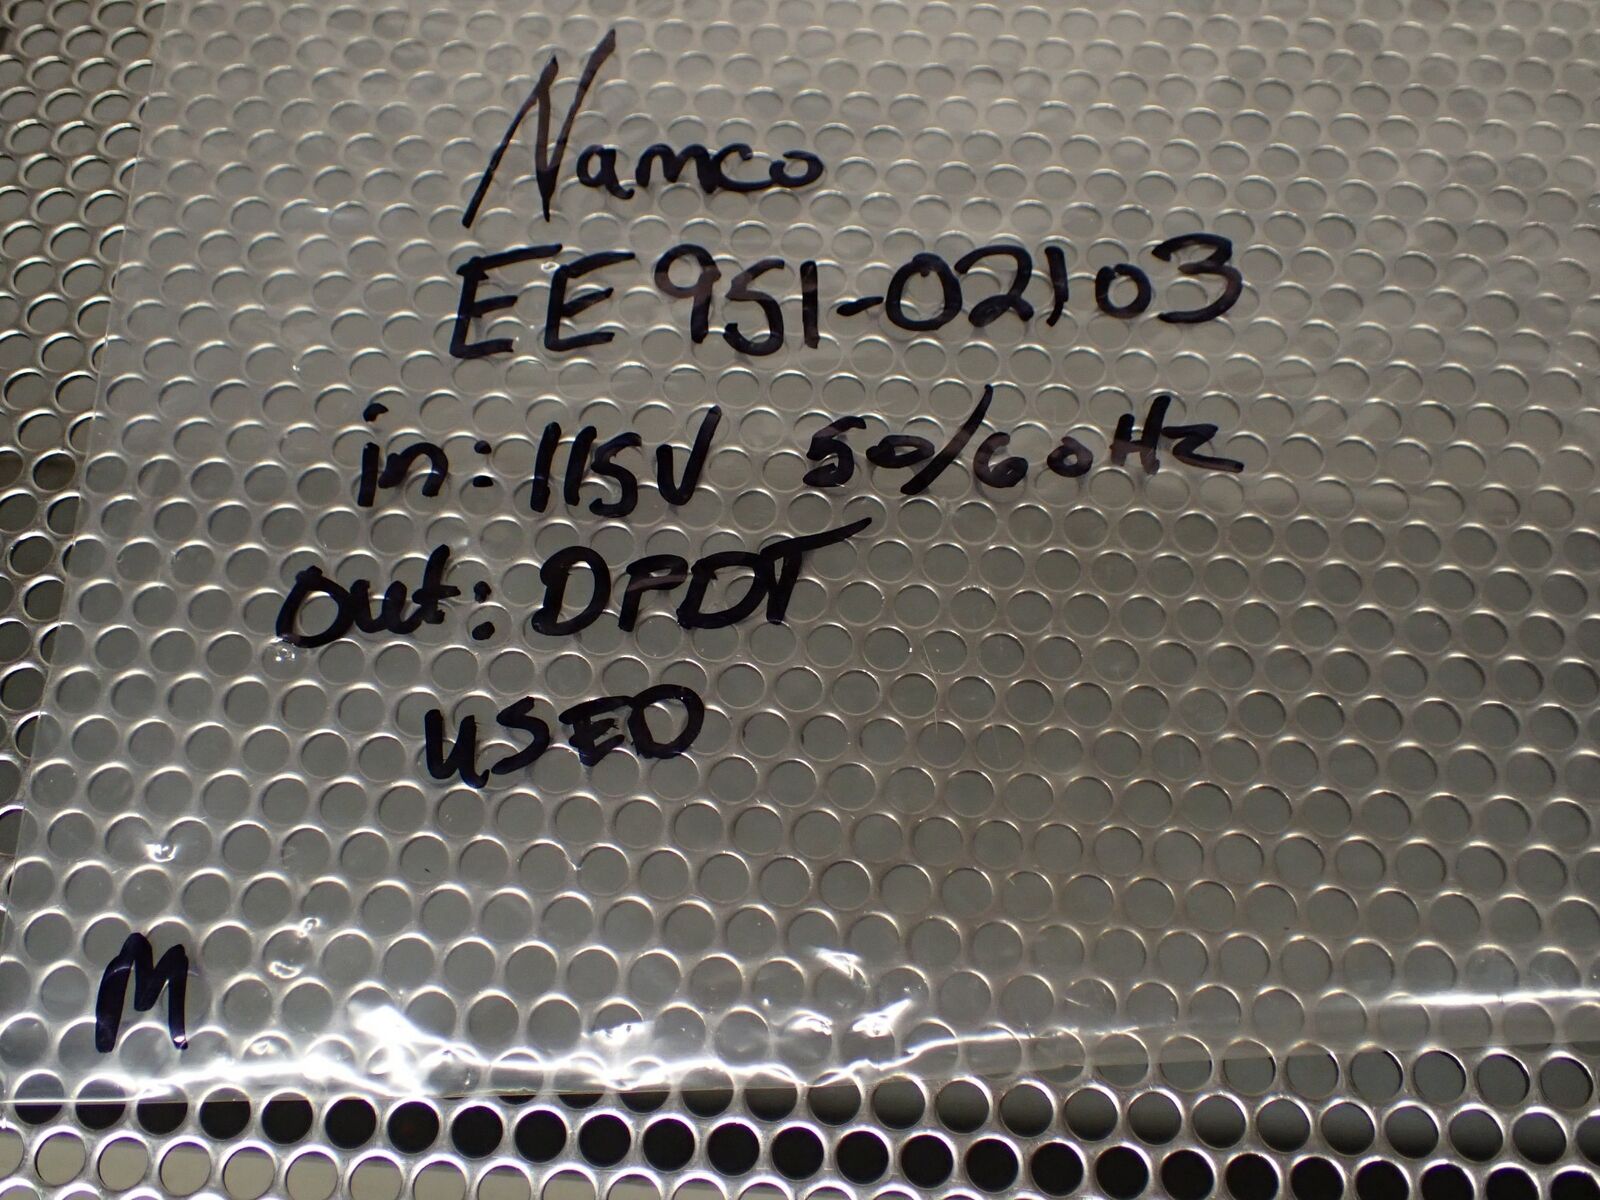 Namco
EE951-02103
in: 115V 50/60Hz
out: DPDT
USED
M